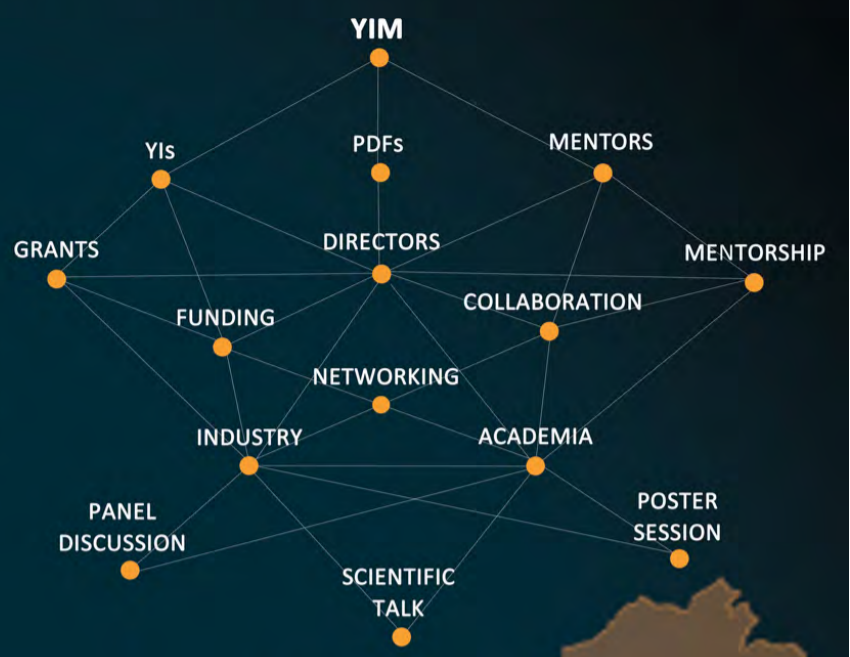 YIM
YIs
PDFs
MENTORS
GRANTS
DIRECTORS
MENTORSHIP
FUNDING
COLLABORATION
NETWORKING
INDUSTRY
ACADEMIA
PANEL
DISCUSSION
POSTER
SESSION
SCIENTIFIC
TALK